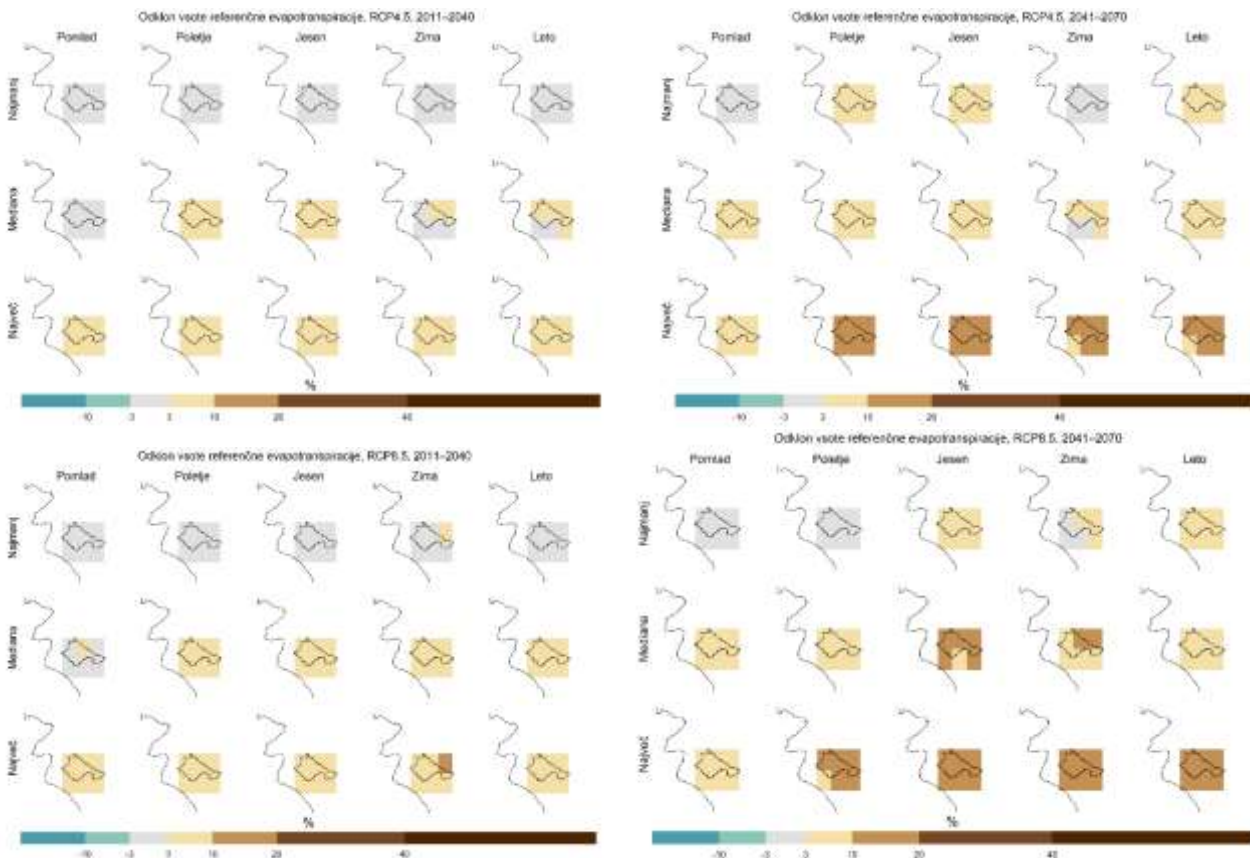 Odklon vsote referenčne evapotranspiracije, RCP4.5, 2011–2040
Pomlad Poletje Jesen Zima Leto
Najmanj
Mediana
Največ
%
-10 -3 3 10 20 40
Odklon vsote referenčne evapotranspiracije, RCP4.5, 2041–2070
Pomlad Poletje Jesen Zima Leto
Najmanj
Mediana
Največ
%
-10 -3 3 10 20 40
Odklon vsote referenčne evapotranspiracije, RCP8.5, 2011–2040
Pomlad Poletje Jesen Zima Leto
Najmanj
Mediana
Največ
%
-10 -3 3 10 20 40
Odklon vsote referenčne evapotranspiracije, RCP8.5, 2041–2070
Pomlad Poletje Jesen Zima Leto
Najmanj
Mediana
Največ
%
-10 -3 3 10 20 40